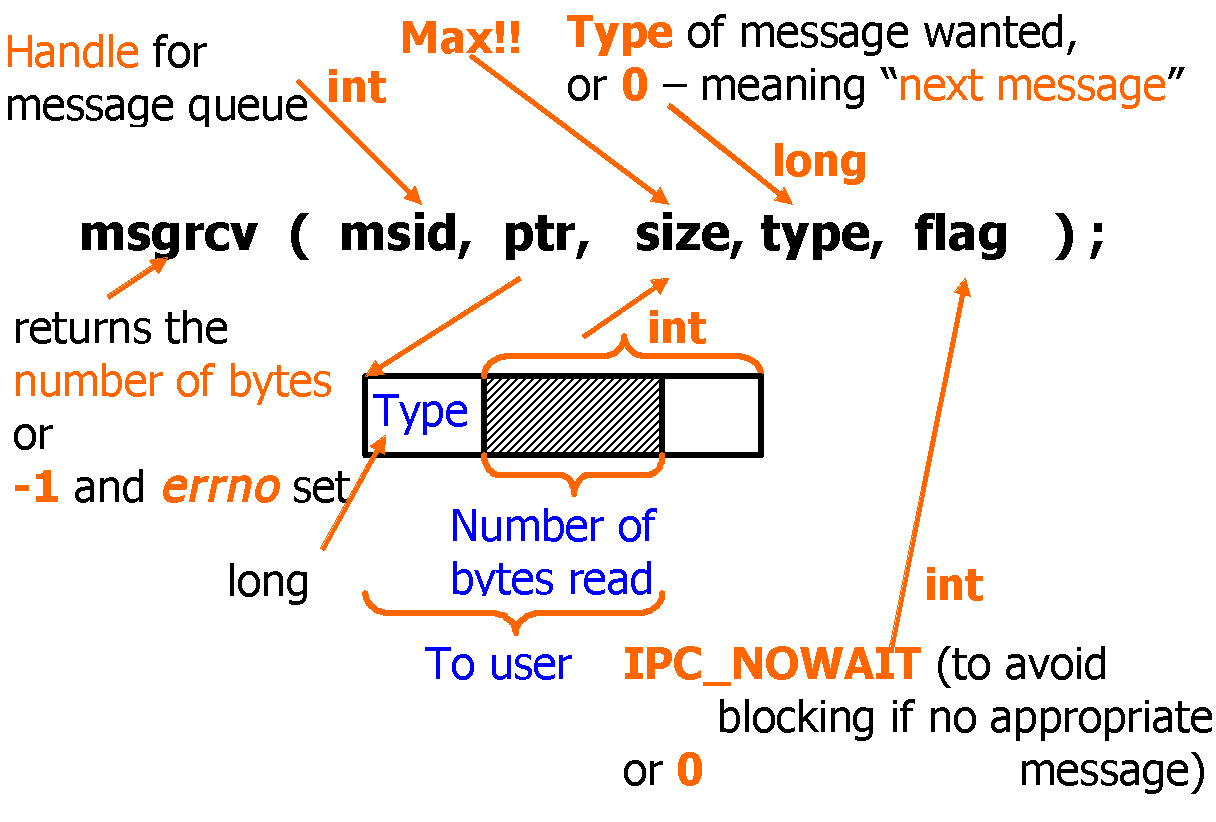 Handle for
message queue
int
Max!!
Type of message wanted,
or 0 – meaning “next message”
long
msgrcv ( msid, ptr, size, type, flag ) ;
returns the
number of bytes
or
-1 and errno set
int
Type
long
Number of
bytes read
To user
int
IPC_NOWAIT (to avoid
blocking if no appropriate
or 0 message)